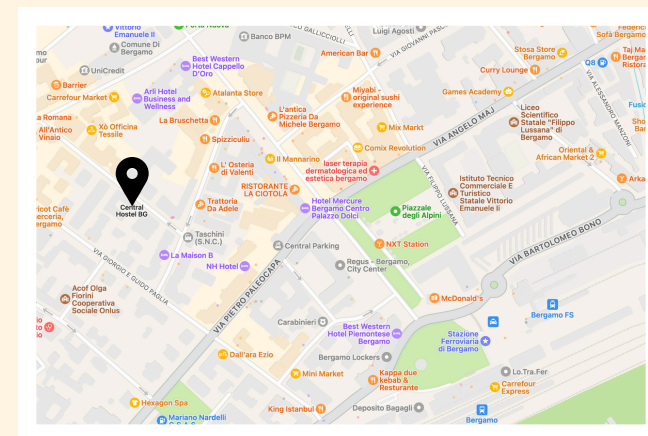 Vittorio
Emanuele II
Comune Di
Bergamo
UniCredit
Barrier
Carrefour Market
Arli Hotel
Business and
Wellness
Best Western
Hotel Cappello
D'Oro
Banco BPM
American Bar
Luigi Agosti
Stosa Store
Bergamo
Q8
Curry Lounge
Games Academy
Miyabi -
original sushi
experience
Atalanta Store
L'antica
Pizzeria Da
Michele Bergamo
La Bruschetta
Spizziculiu
Mix Markt
Comix Revolution
VIA ANGELO MAJ
VIA ALESSANDRO MANZONI
Liceo
Scientifico
Statale "Filippo
Lussana" di
Bergamo
Oriental &
African Market 2
a Romana
All'Antico
Vinaio
Xò Officina
Tessile
Il Mannarino
L' Osteria
di Valenti
laser terapia
dermatologica ed
estetica bergamo
VIA FILIPPO LUSSANA
Istituto Tecnico
Commerciale E
Turistico
Statale Vittorio
Emanuele Ii
RISTORANTE
LA CIOTOLA
Central
Hostel BG
Trattoria
Da Adele
Hotel Mercure
Bergamo Centro
Palazzo Dolci
Piazzale
degli Alpini
Taschini
(S.N.C.)
La Maison B
NH Hotel
Central Parking
NXT Station
Regus - Bergamo,
City Center
VIA BARTOLOMEO BONO
VIA GIORGIO E GUIDO PAGLIA
VIA PIETRO PALEOCAPA
Acof Olga
Fiorini
Cooperativa
Sociale Onlus
McDonald's
Bergamo FS
Carabinieri
Best Western
Hotel Piemontese
Bergamo
Stazione
Ferroviaria
di Bergamo
Dall'ara Ezio
Bergamo Lockers
Mini Market
Kappa due
kebab &
Resturante
Lo.Tra.Fer
Carrefour
Express
Hexagon Spa
King Istanbul
Deposito Bagagli
Mariano Nardelli
Bergamo